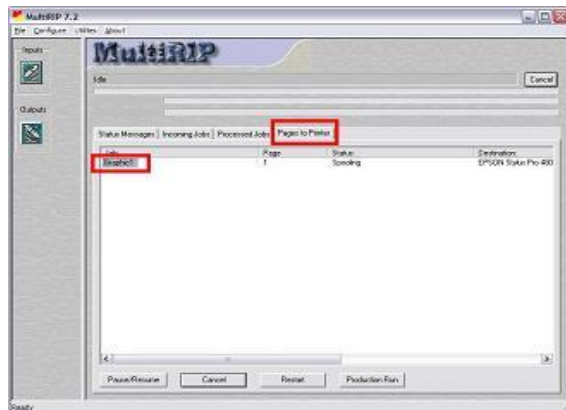 MultiRIP 7.2
File Configure Utilities About
Inputs
MultiRIP
Idle
Cancel
Outputs
Status Messages Incoming Jobs Processed Jobs Pages to Printer
Job Page Status Destination
Graphic1 1 Spooling EPSON Stylus Pro 480
Pause/Resume Cancel Restart Production Run
Ready